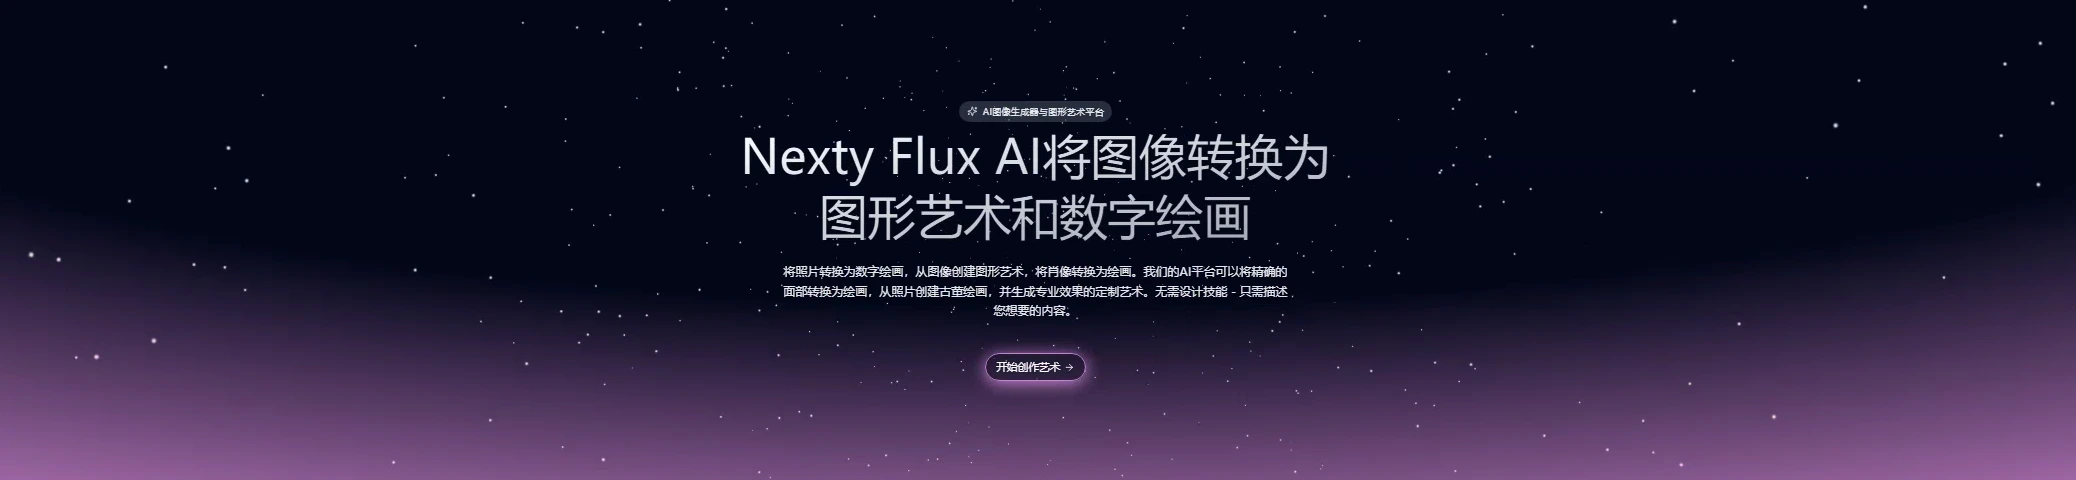 AI图像生成器与图形艺术平台
Nexty Flux AI将图像转换为
图形艺术和数字绘画
将照片转换为数字绘画，从图像创建图形艺术，将肖像转换为绘画。我们的AI平台可以将精确的
面部转换为绘画，从照片创建古董绘画，并生成专业效果的定制艺术。无需设计技能 - 只需描述
您想要的内容。
开始创作艺术 →